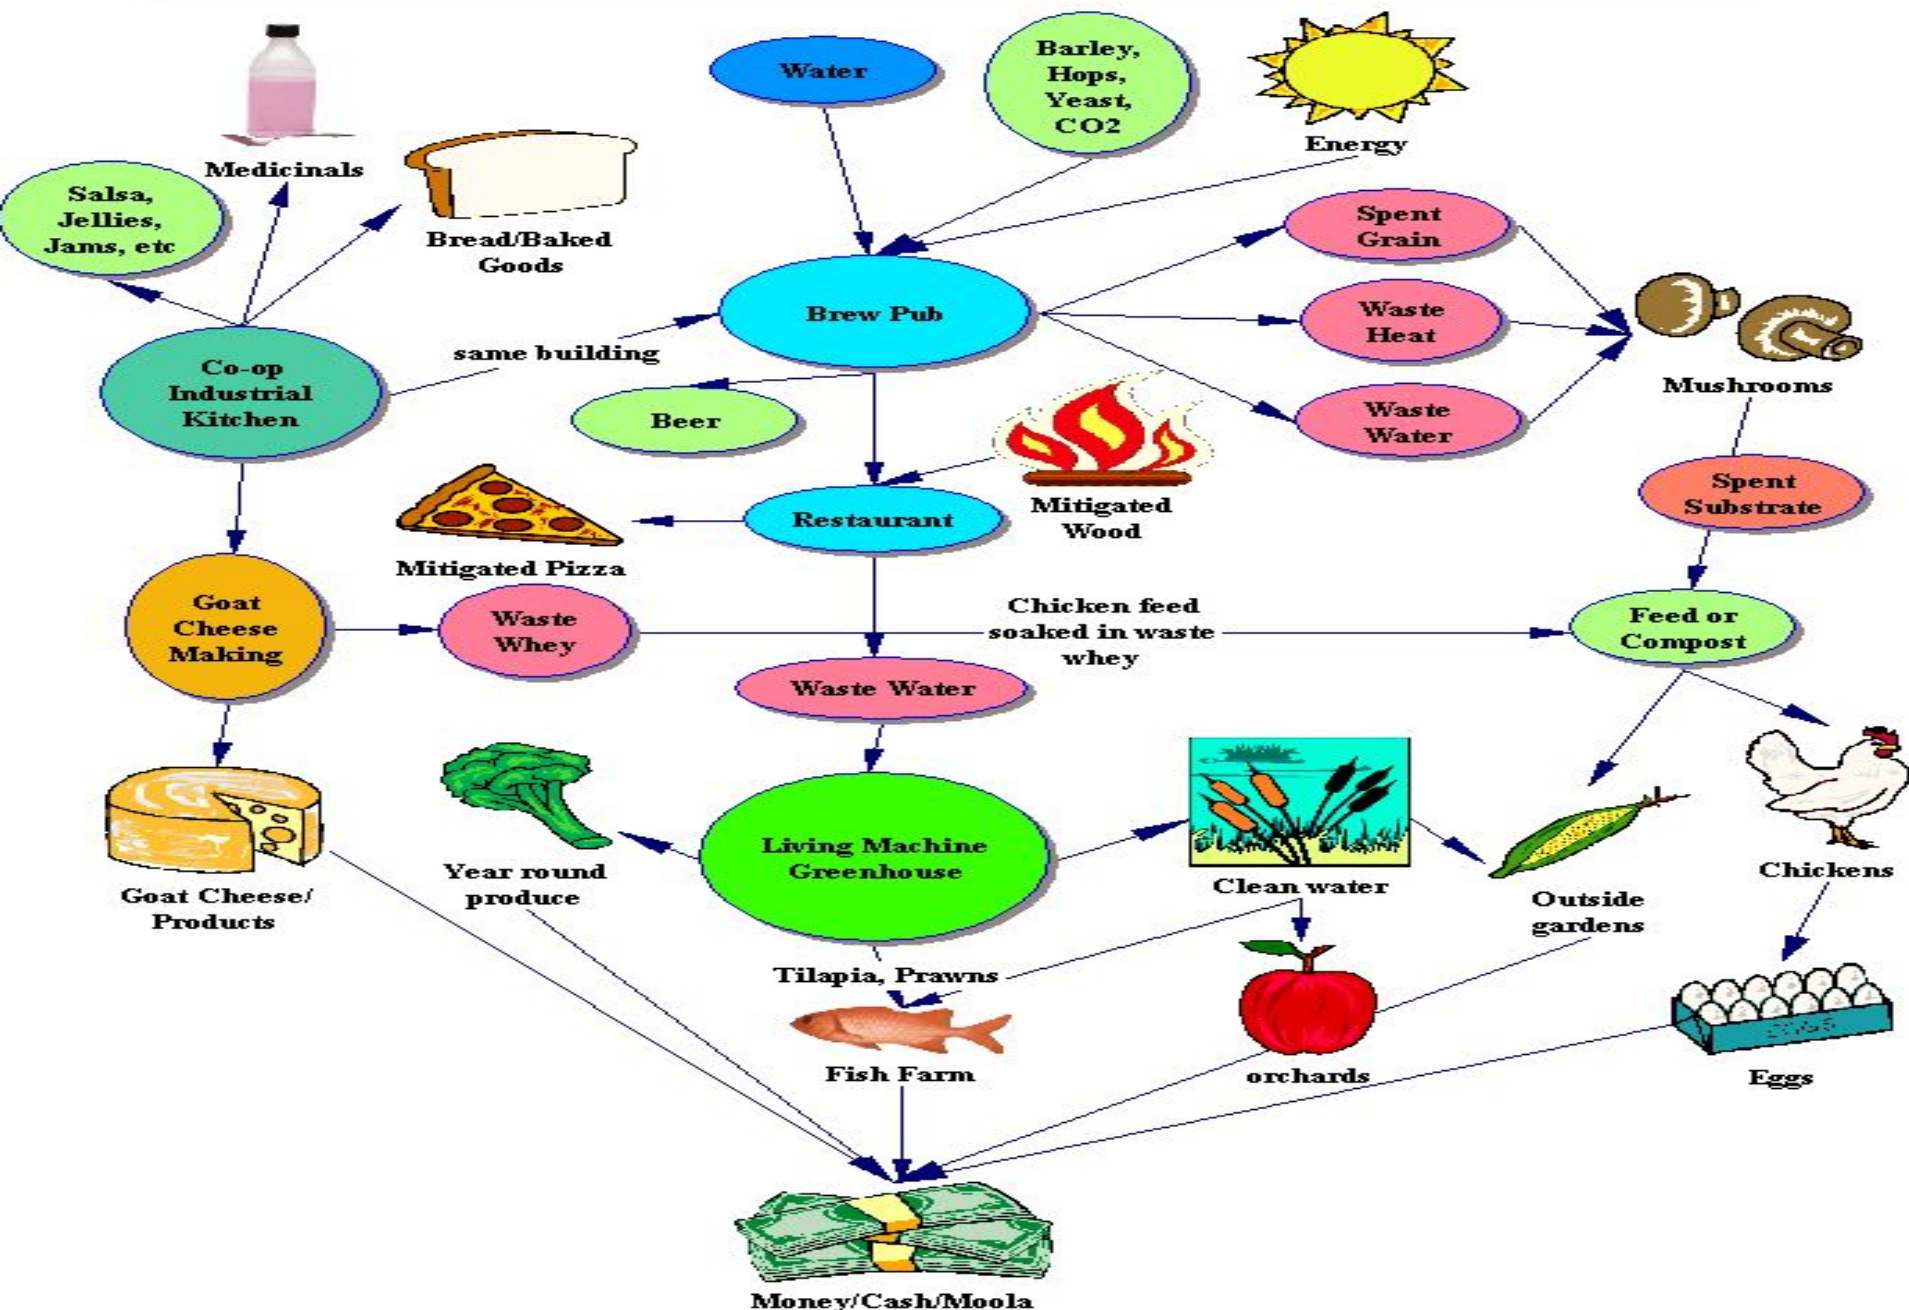 Water
Barley,
Hops,
Yeast,
CO2
Energy
Medicinals
Salsa,
Jellies,
Jams, etc
Bread/Baked
Goods
Spent
Grain
Brew Pub
Waste
Heat
same building
Co-op
Industrial
Kitchen
Mushrooms
Beer
Waste
Water
Spent
Substrate
Restaurant
Mitigated
Wood
Mitigated Pizza
Goat
Cheese
Making
Waste
Whey
Chicken feed
soaked in waste
whey
Feed or
Compost
Waste Water
Living Machine
Greenhouse
Year round
produce
Goat Cheese/
Products
Clean water
Outside
gardens
Chickens
Tilapia, Prawns
Fish Farm
orchards
EGGS
Eggs
Money/Cash/Moola